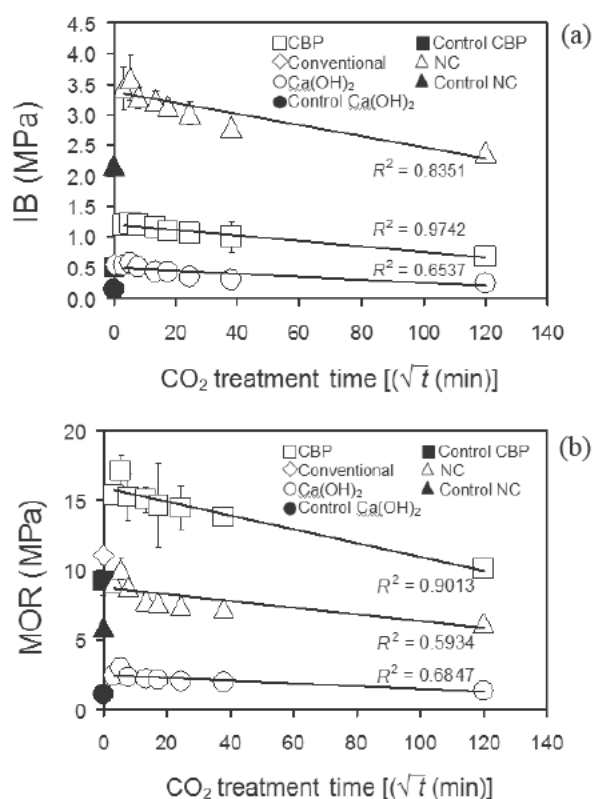 (a)
IB (MPa)
4.5
4.0
3.5
3.0
2.5
2.0
1.5
1.0
0.5
0.0
CBP
Control CBP
Conventional
NC
Ca(OH)₂
Control NC
Control Ca(OH)₂
R² = 0.8351
R² = 0.9742
R² = 0.6537
0 20 40 60 80 100 120 140
CO₂ treatment time [(√t (min)]
(b)
MOR (MPa)
20
15
10
5
0
CBP
Control CBP
Conventional
NC
Ca(OH)₂
Control NC
Control Ca(OH)₂
R² = 0.9013
R² = 0.5934
R² = 0.6847
0 20 40 60 80 100 120 140
CO₂ treatment time [(√t (min)]